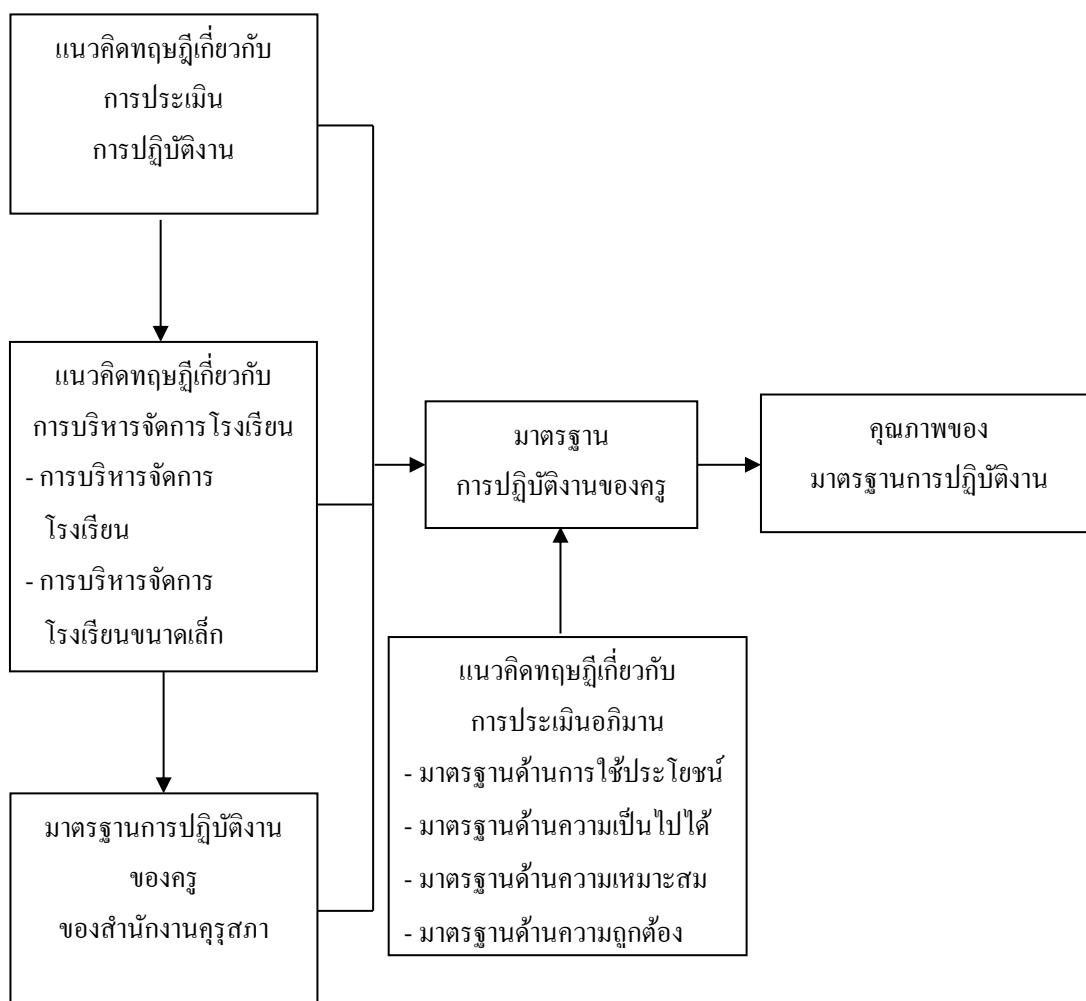 แนวคิดทฤษฎีเกี่ยวกับ
การประเมิน
การปฏิบัติงาน
แนวคิดทฤษฎีเกี่ยวกับ
การบริหารจัดการโรงเรียน
- การบริหารจัดการ
โรงเรียน
- การบริหารจัดการ
โรงเรียนขนาดเล็ก
มาตรฐานการปฏิบัติงาน
ของครู
ของสำนักงานคุรุสภา
มาตรฐาน
การปฏิบัติงานของครู
แนวคิดทฤษฎีเกี่ยวกับ
การประเมินอภิมาน
- มาตรฐานด้านการใช้ประโยชน์
- มาตรฐานด้านความเป็นไปได้
- มาตรฐานด้านความเหมาะสม
- มาตรฐานด้านความถูกต้อง
คุณภาพของ
มาตรฐานการปฏิบัติงาน